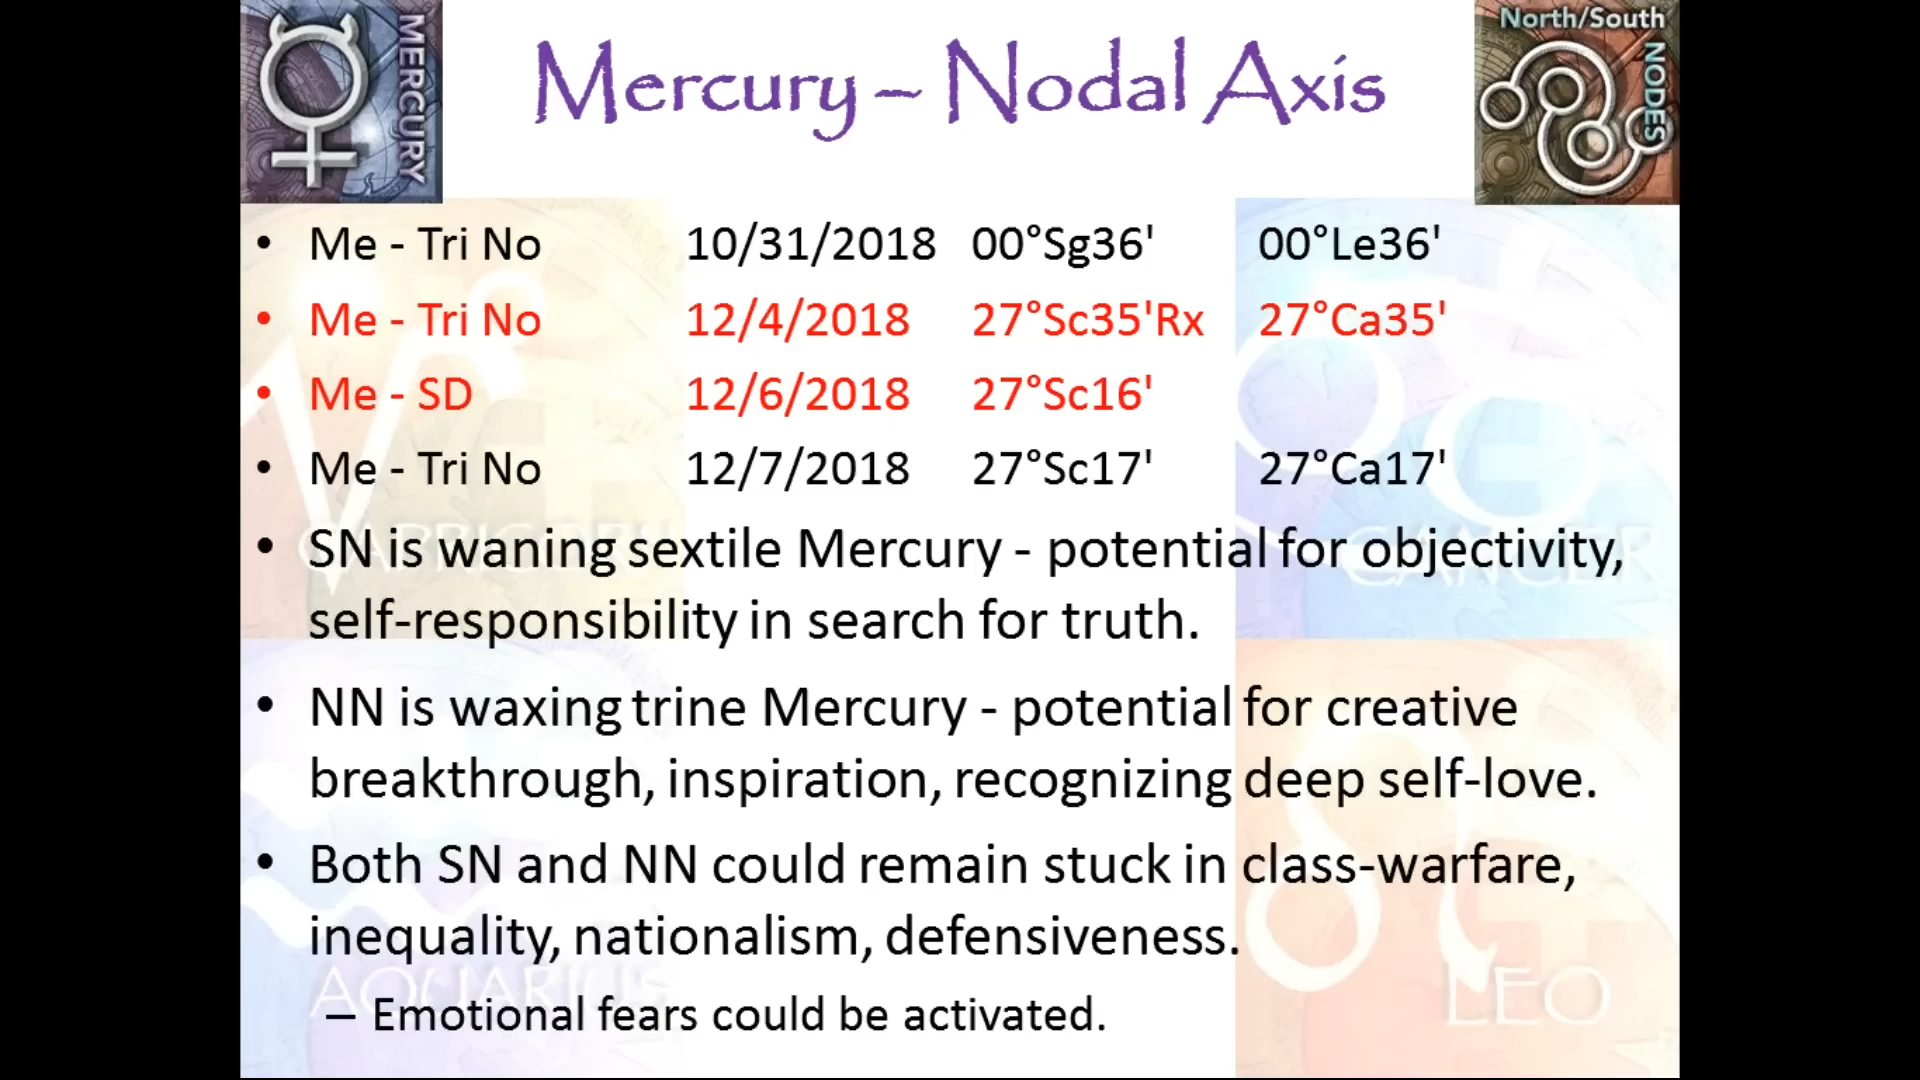 MERCURY
Mercury – Nodal Axis
North/South
NODES
• Me - Tri No 10/31/2018 00°Sg36' 00°Le36'
• Me - Tri No 12/4/2018 27°Sc35'Rx 27°Ca35'
• Me - SD 12/6/2018 27°Sc16'
• Me - Tri No 12/7/2018 27°Sc17' 27°Ca17'
• SN is waning sextile Mercury - potential for objectivity,
self-responsibility in search for truth.
• NN is waxing trine Mercury - potential for creative
breakthrough, inspiration, recognizing deep self-love.
• Both SN and NN could remain stuck in class-warfare,
inequality, nationalism, defensiveness.
– Emotional fears could be activated.
CAPRICORN
CANCER
AQUARIUS
LEO